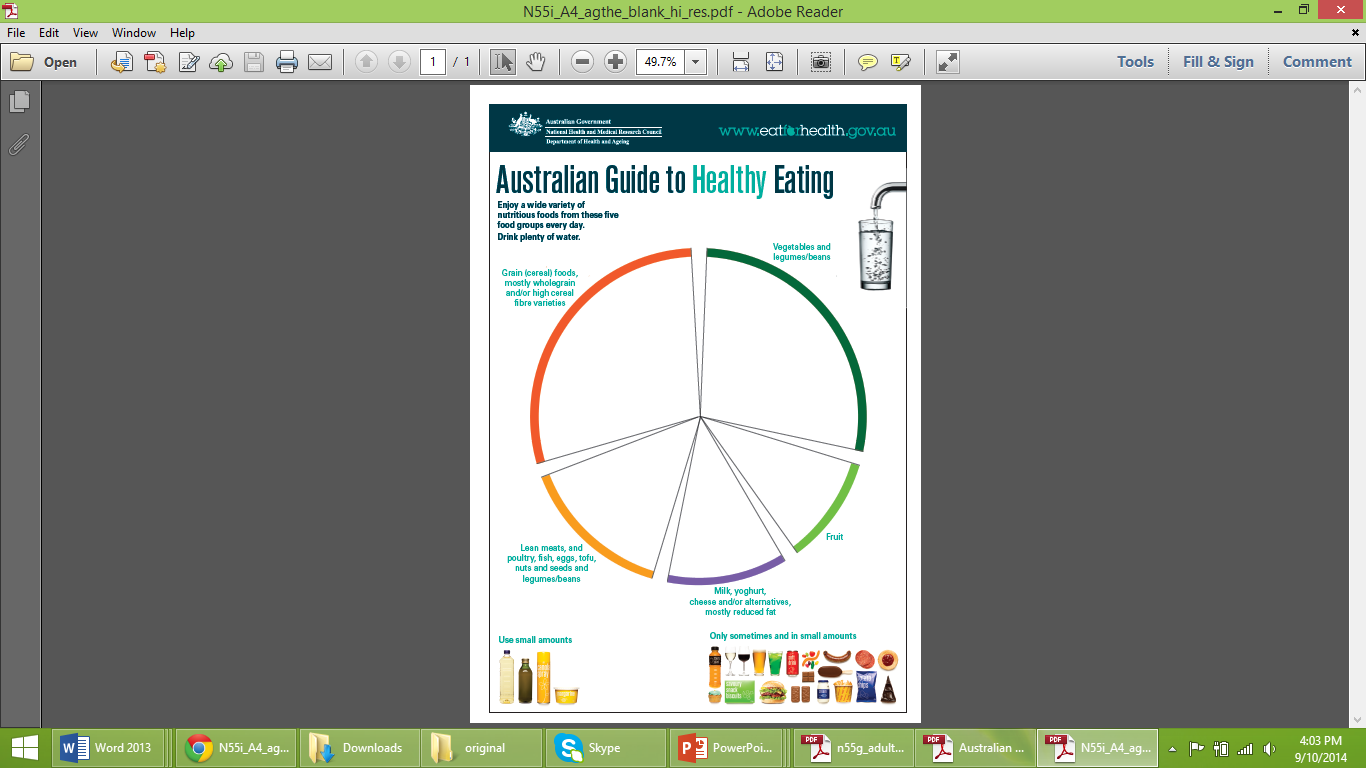 N55i_A4_agthe_blank_hi_res.pdf - Adobe Reader
File Edit View Window Help
Open 1 / 1 49.7% Tools Fill & Sign Comment
Australian Government
National Health and Medical Research Council
Department of Health and Ageing
www.eatforhealth.gov.au
Australian Guide to Healthy Eating
Enjoy a wide variety of
nutritious foods from these five
food groups every day.
Drink plenty of water.
Vegetables and
legumes/beans
Grain (cereal) foods,
mostly wholegrain
and/or high cereal
fibre varieties
Fruit
Lean meats, and
poultry, fish, eggs, tofu,
nuts and seeds and
legumes/beans
Milk, yoghurt,
cheese and/or alternatives,
mostly reduced fat
Use small amounts
Only sometimes and in small amounts
Word 2013 N55i_A4_ag... Downloads original Skype PowerPoi... n55g_adult... Australian ... N55i_A4_ag...
4:03 PM
9/10/2014